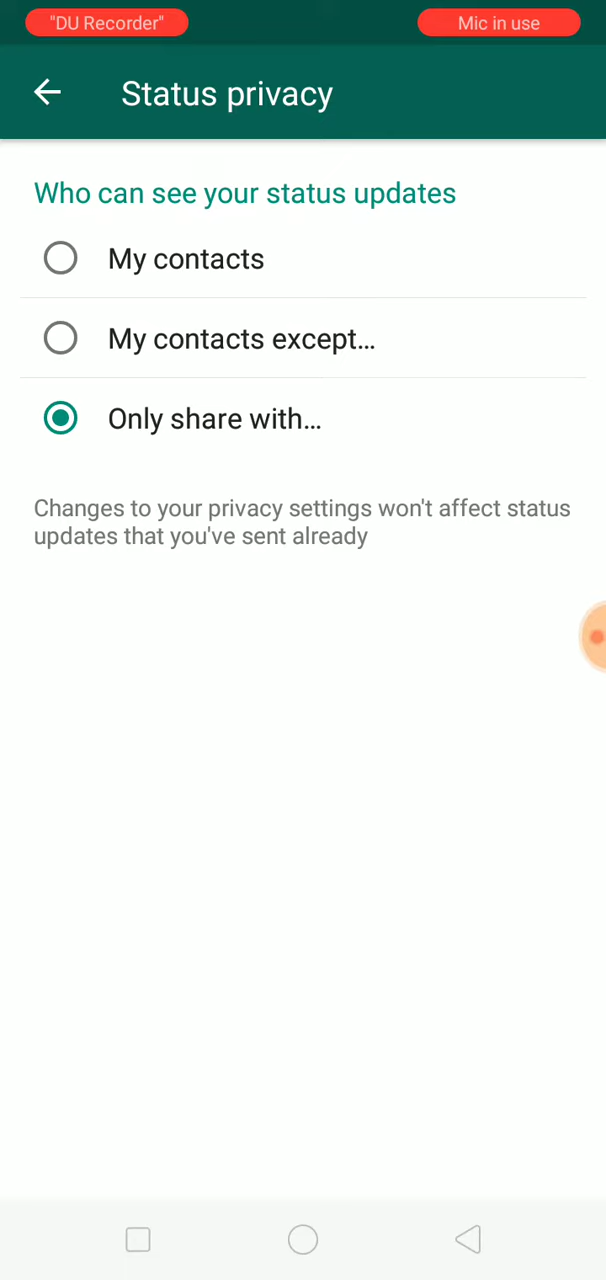 "DU Recorder"
Mic in use
Status privacy
Who can see your status updates
My contacts
My contacts except...
Only share with...
Changes to your privacy settings won't affect status
updates that you've sent already